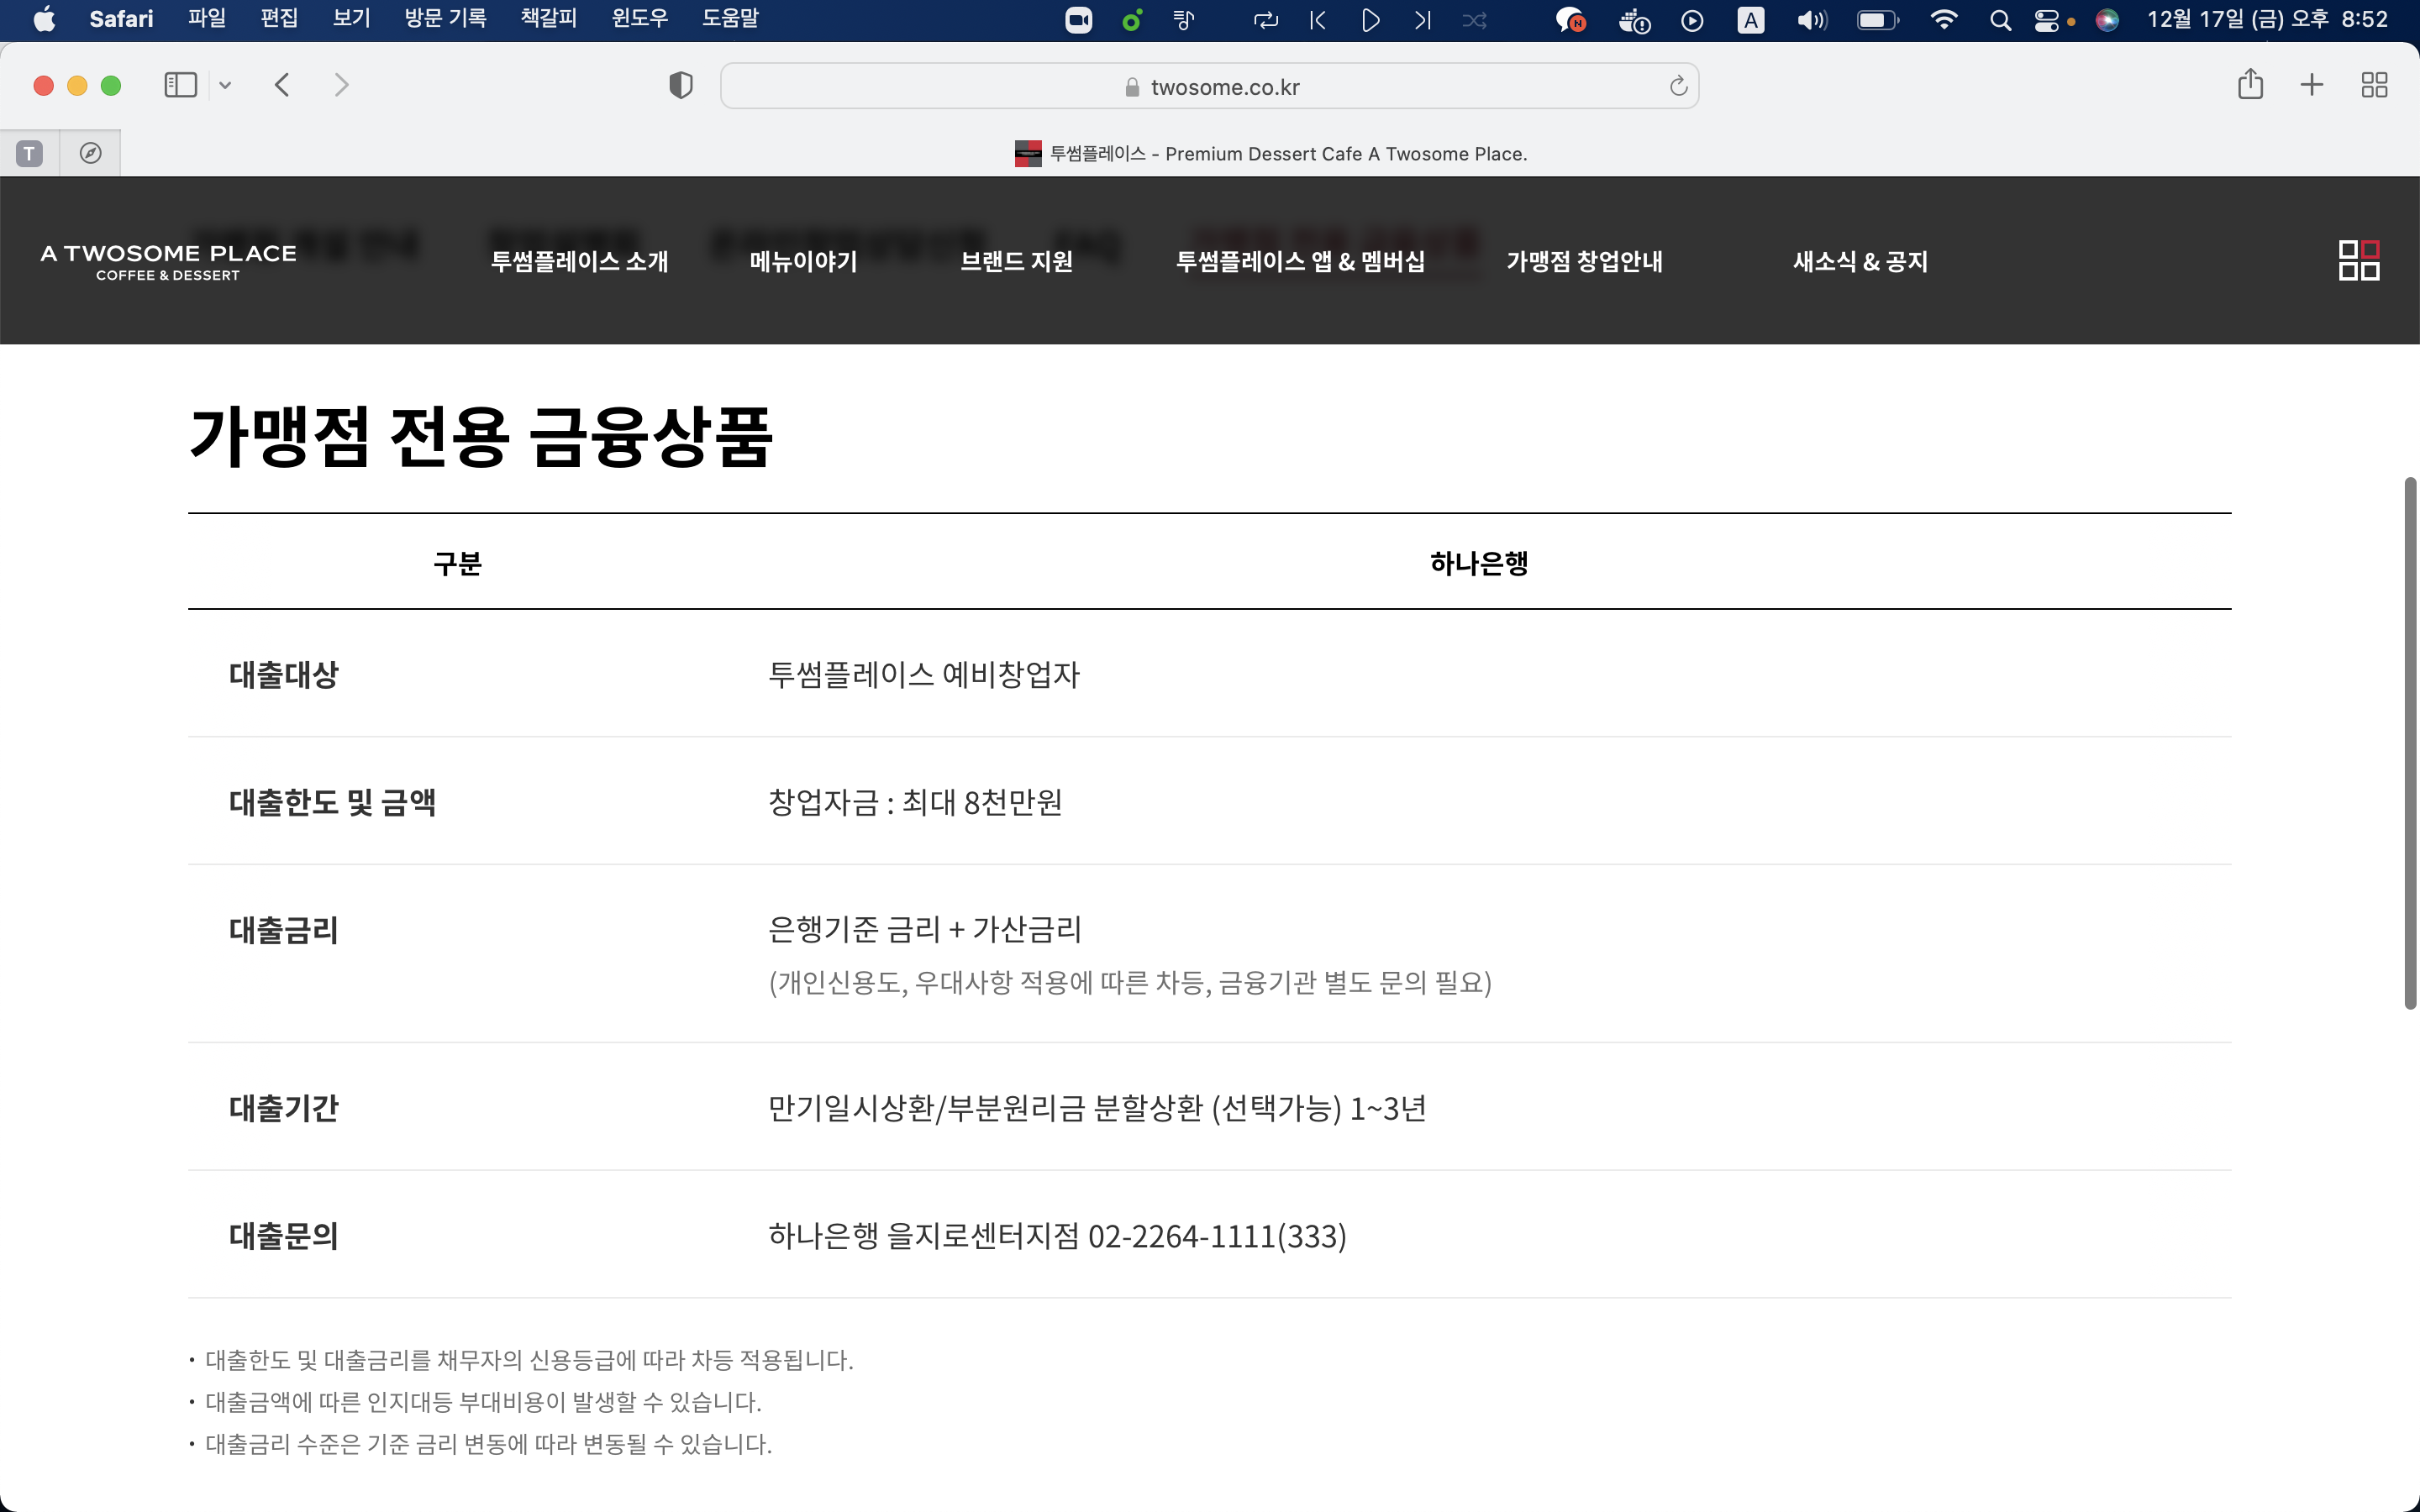 Safari 파일 편집 보기 방문 기록 책갈피 윈도우 도움말 N A 12월 17일 (금) 오후 8:52
twosome.co.kr
T 투썸플레이스 - Premium Dessert Cafe A Twosome Place.
A TWOSOME PLACE
COFFEE & DESSERT
투썸플레이스 소개 메뉴이야기 브랜드 지원 투썸플레이스 앱 & 멤버십 가맹점 창업안내 새소식 & 공지
가맹점 전용 금융상품
구분 하나은행
대출대상 투썸플레이스 예비창업자
대출한도 및 금액 창업자금 : 최대 8천만원
대출금리 은행기준 금리 + 가산금리
(개인신용도, 우대사항 적용에 따른 차등, 금융기관 별도 문의 필요)
대출기간 만기일시상환/부분원리금 분할상환 (선택가능) 1~3년
대출문의 하나은행 을지로센터지점 02-2264-1111(333)
• 대출한도 및 대출금리를 채무자의 신용등급에 따라 차등 적용됩니다.
• 대출금액에 따른 인지대등 부대비용이 발생할 수 있습니다.
• 대출금리 수준은 기준 금리 변동에 따라 변동될 수 있습니다.